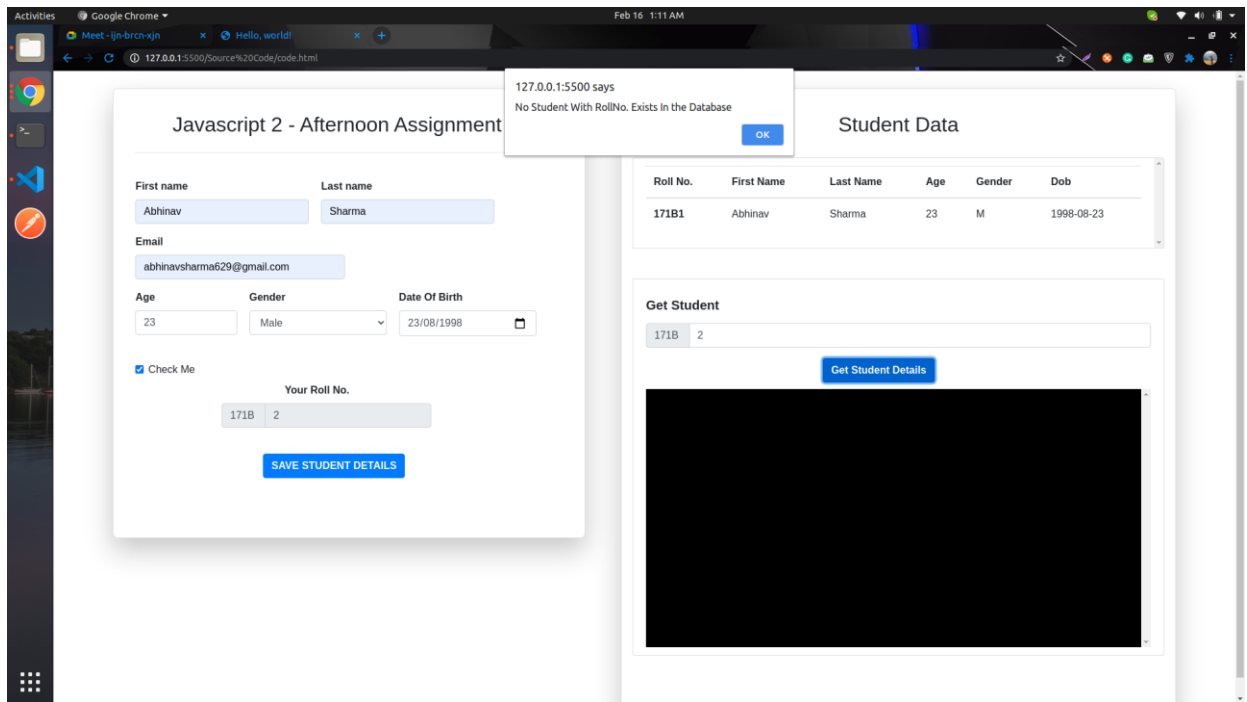 Activities Google Chrome Feb 16 1:11 AM
Meet - ijn-brcn-xjn Hello, world!
127.0.0.1:5500/Source%20Code/code.html
127.0.0.1:5500 says
No Student With RollNo. Exists In the Database
OK
Javascript 2 - Afternoon Assignment
First name Last name
Abhinav Sharma
Email
abhinavsharma629@gmail.com
Age Gender Date Of Birth
23 Male 23/08/1998
Check Me
Your Roll No.
171B 2
SAVE STUDENT DETAILS
Student Data
Roll No. First Name Last Name Age Gender Dob
171B1 Abhinav Sharma 23 M 1998-08-23
Get Student
171B 2
Get Student Details